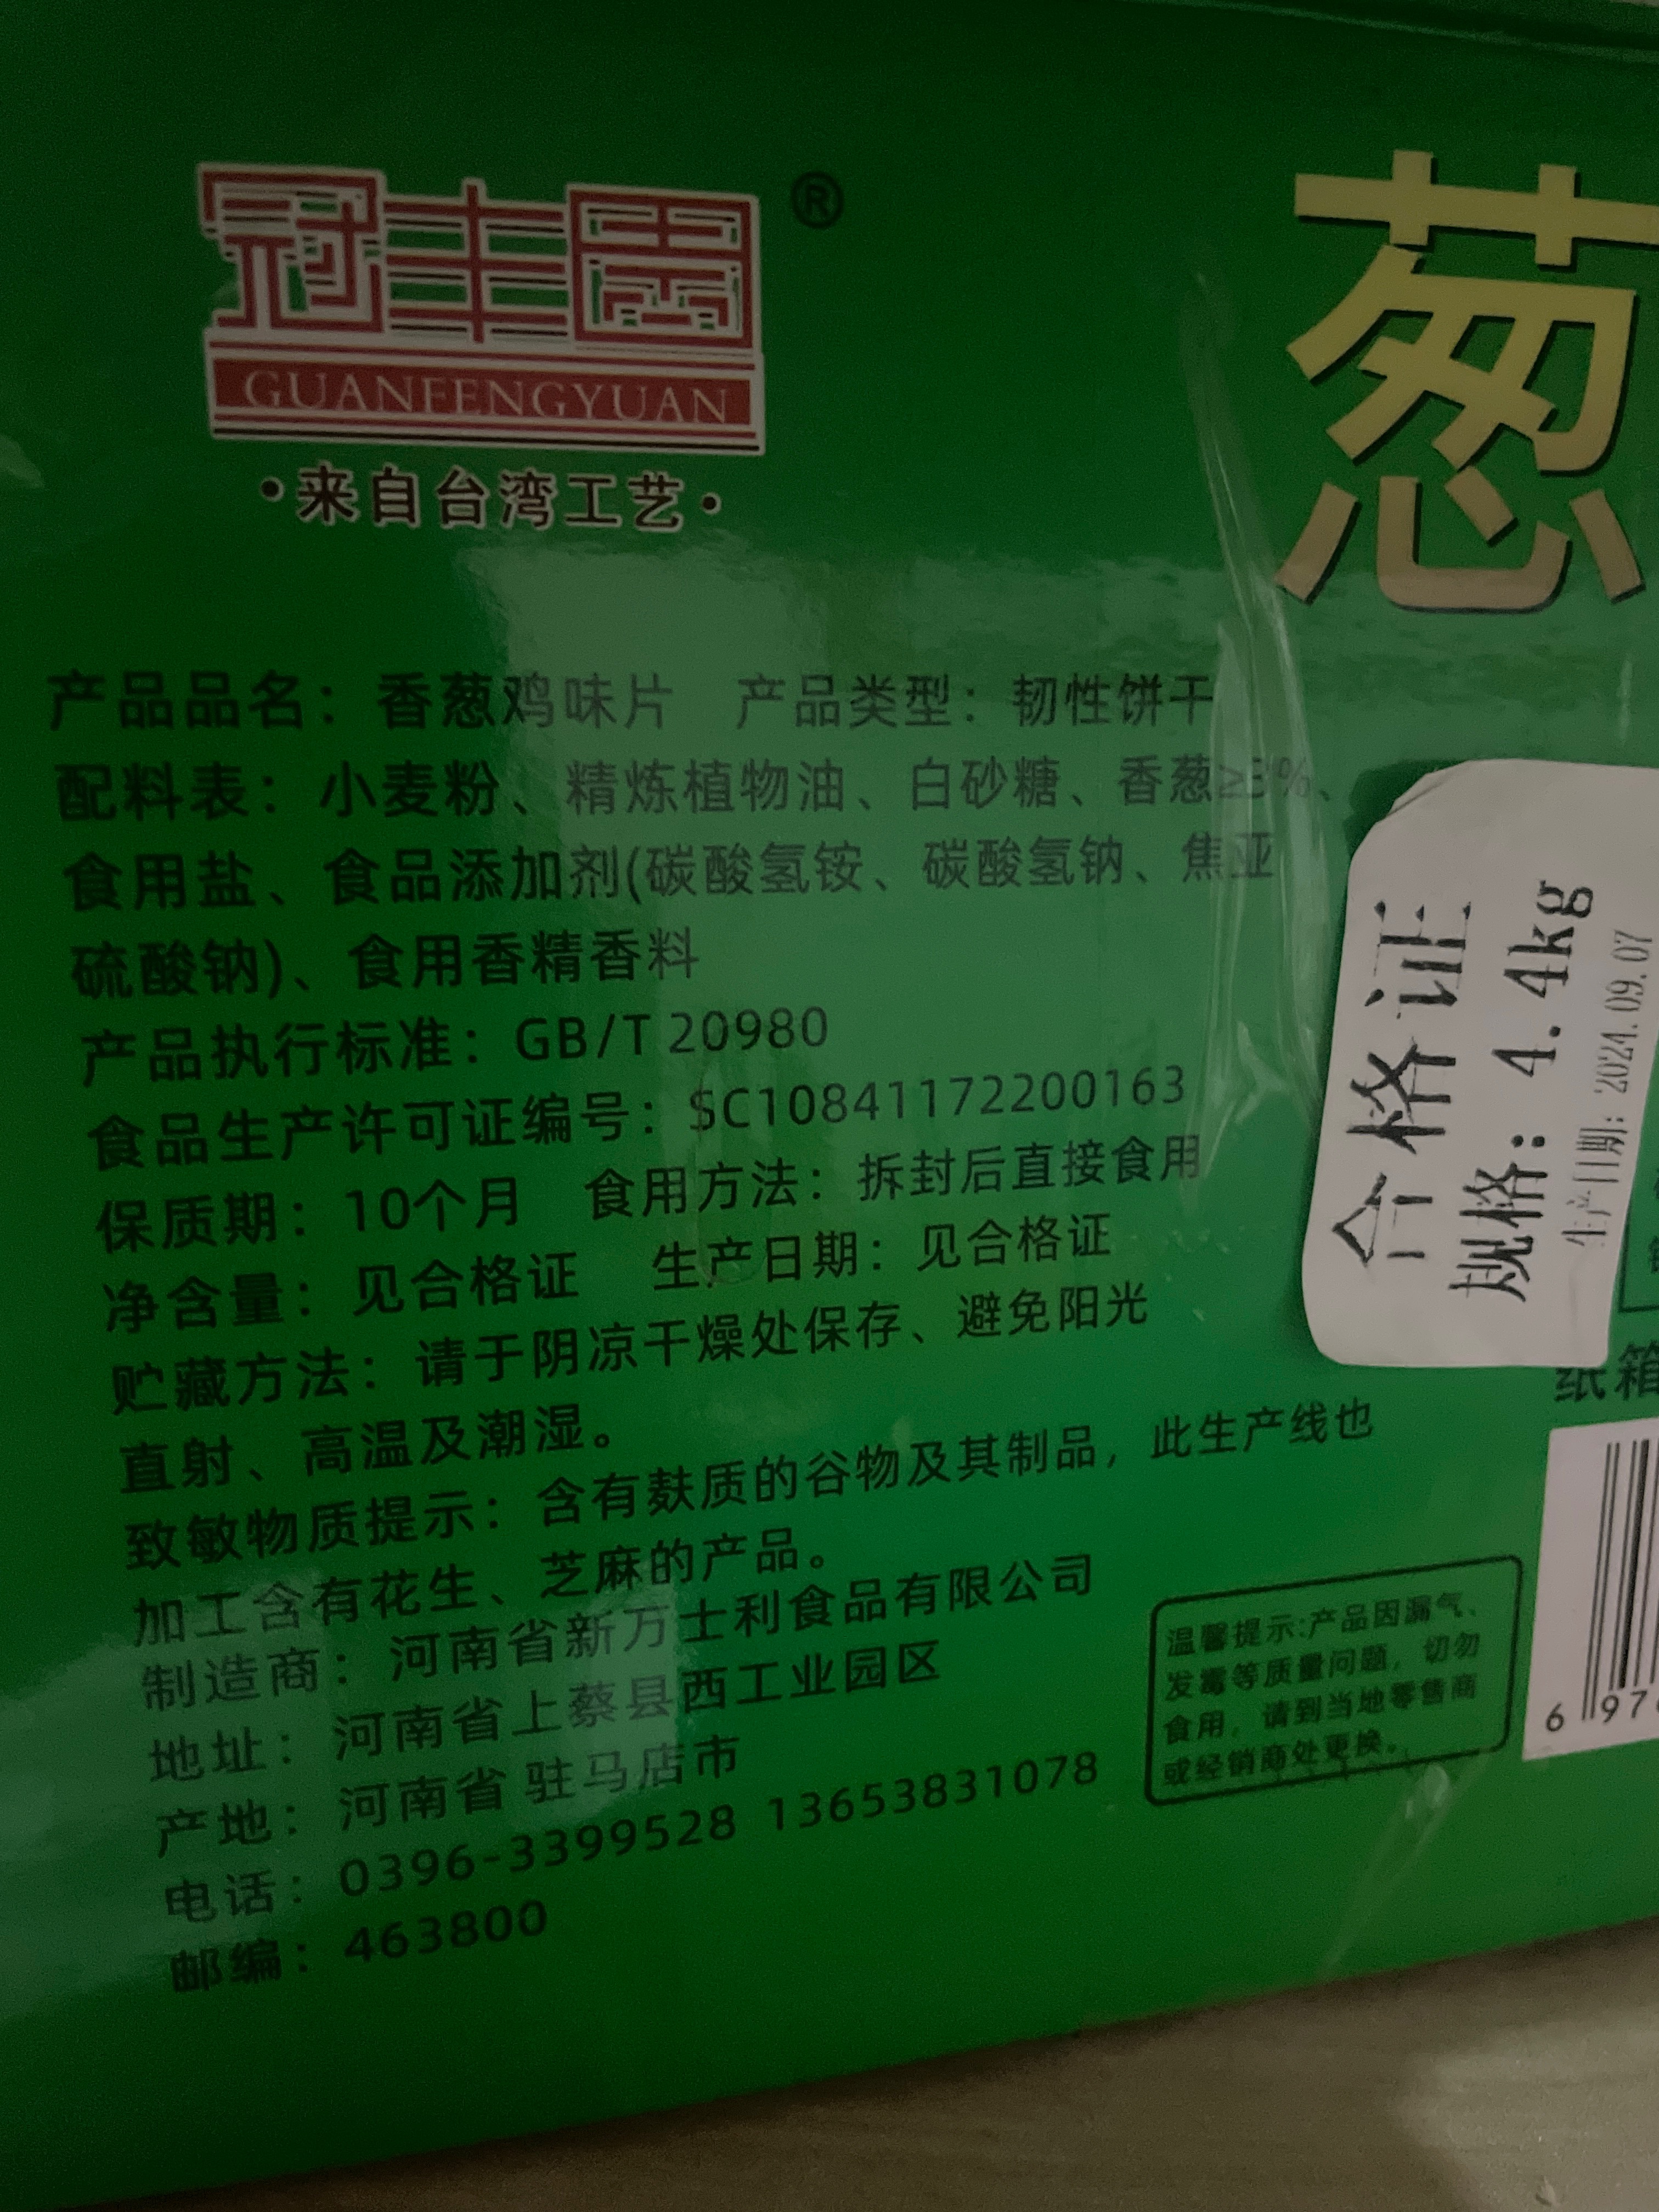 冠丰園
®
GUANFENGYUAN
·来自台湾工艺·
葱
产品品名：香葱鸡味片 产品类型：韧性饼干
配料表：小麦粉、精炼植物油、白砂糖、香葱≥3%、
食用盐、食品添加剂(碳酸氢铵、碳酸氢钠、焦亚
硫酸钠)、食用香精香料
产品执行标准：GB/T 20980
食品生产许可证编号：SC10841172200163
保质期：10个月 食用方法：拆封后直接食用
净含量：见合格证 生产日期：见合格证
贮藏方法：请于阴凉干燥处保存、避免阳光
直射、高温及潮湿。
致敏物质提示：含有麸质的谷物及其制品，此生产线也
加工含有花生、芝麻的产品。
制造商：河南省新万士利食品有限公司
地址：河南省上蔡县西工业园区
产地：河南省驻马店市
电话：0396-3399528 13653831078
邮编：463800
合格证
规格：4.4kg
生产日期：2024.09.07
纸箱
温馨提示:产品因漏气、
发霉等质量问题，切勿
食用，请到当地零售商
或经销商处更换。
6 97